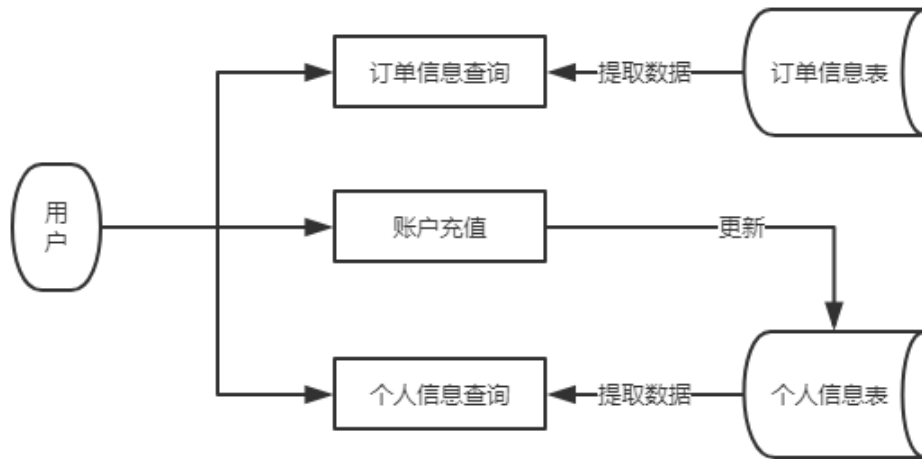 订单信息查询
提取数据
订单信息表
用
户
账户充值
更新
个人信息查询
提取数据
个人信息表